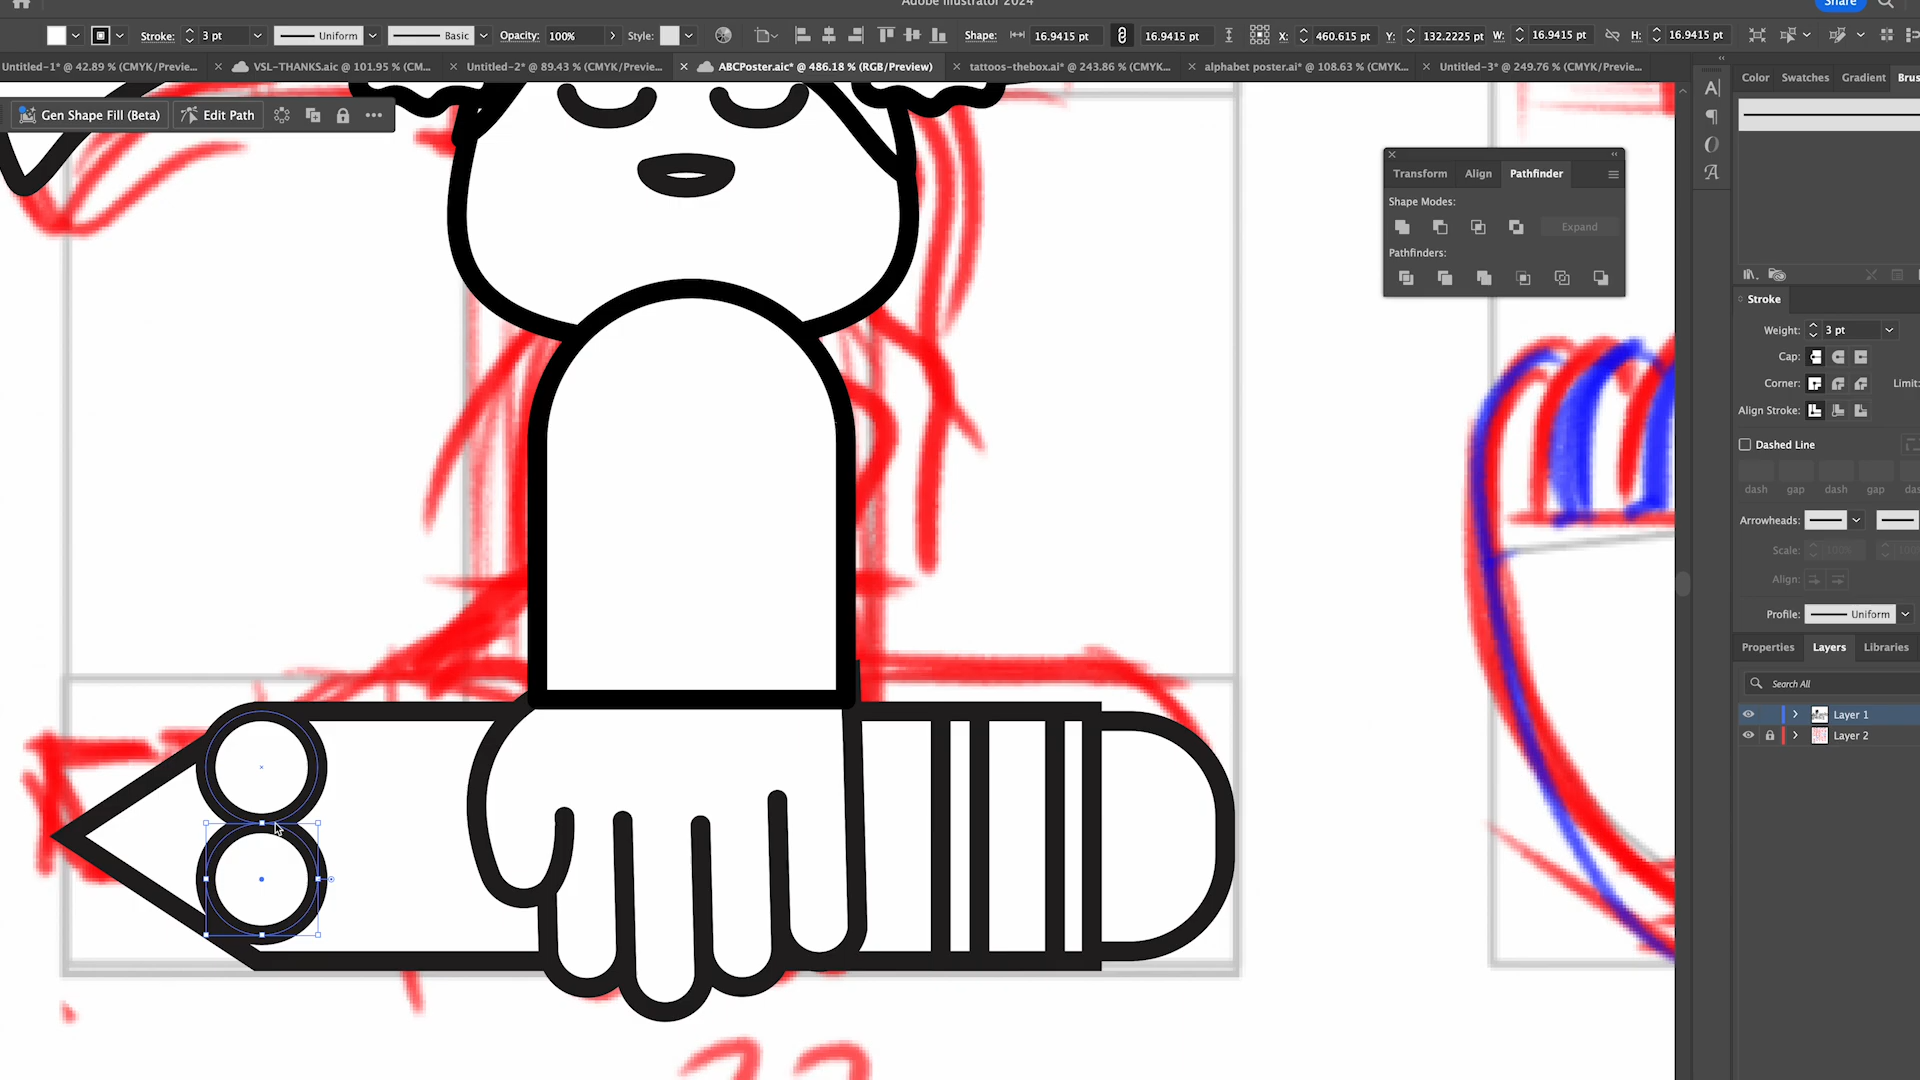 Adobe Illustrator 2024
Share
Stroke: 3 pt Uniform Basic Opacity: 100% Style: Shape: 16.9415 pt 16.9415 pt X: 460.615 pt Y: 132.2225 pt W: 16.9415 pt H: 16.9415 pt
Untitled-1* @ 42.89 % (CMYK/Previe... VSL-THANKS.aic @ 101.95 % (CM... Untitled-2* @ 89.43 % (CMYK/Previe... ABCPoster.aic* @ 486.18 % (RGB/Preview) tattoos-thebox.ai* @ 243.86 % (CMYK... alphabet poster.ai* @ 108.63 % (CMYK... Untitled-3* @ 249.76 % (CMYK/Previe...
Color Swatches Gradient Brus
Gen Shape Fill (Beta) Edit Path
Transform Align Pathfinder
Shape Modes:
Expand
Pathfinders:
Stroke
Weight: 3 pt
Cap:
Corner: Limit:
Align Stroke:
Dashed Line
dash gap dash gap das
Arrowheads:
Scale: 100% 100%
Align:
Profile: Uniform
Properties Layers Libraries
Search All
Layer 1
Layer 2